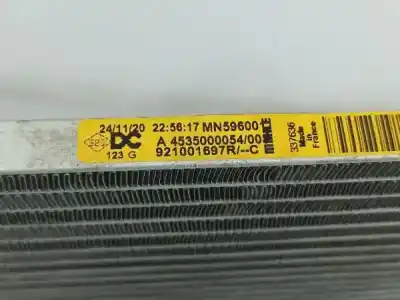 24/11/20 22:56:17 MN59600
DC A 4535000054/00
123 G 921001697R/--C
MAHLE
337636
Made in
France